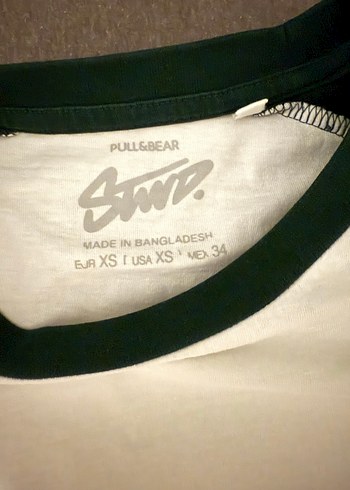 PULL&BEAR
STWD.
MADE IN BANGLADESH
EUR XS | USA XS | MEX 34